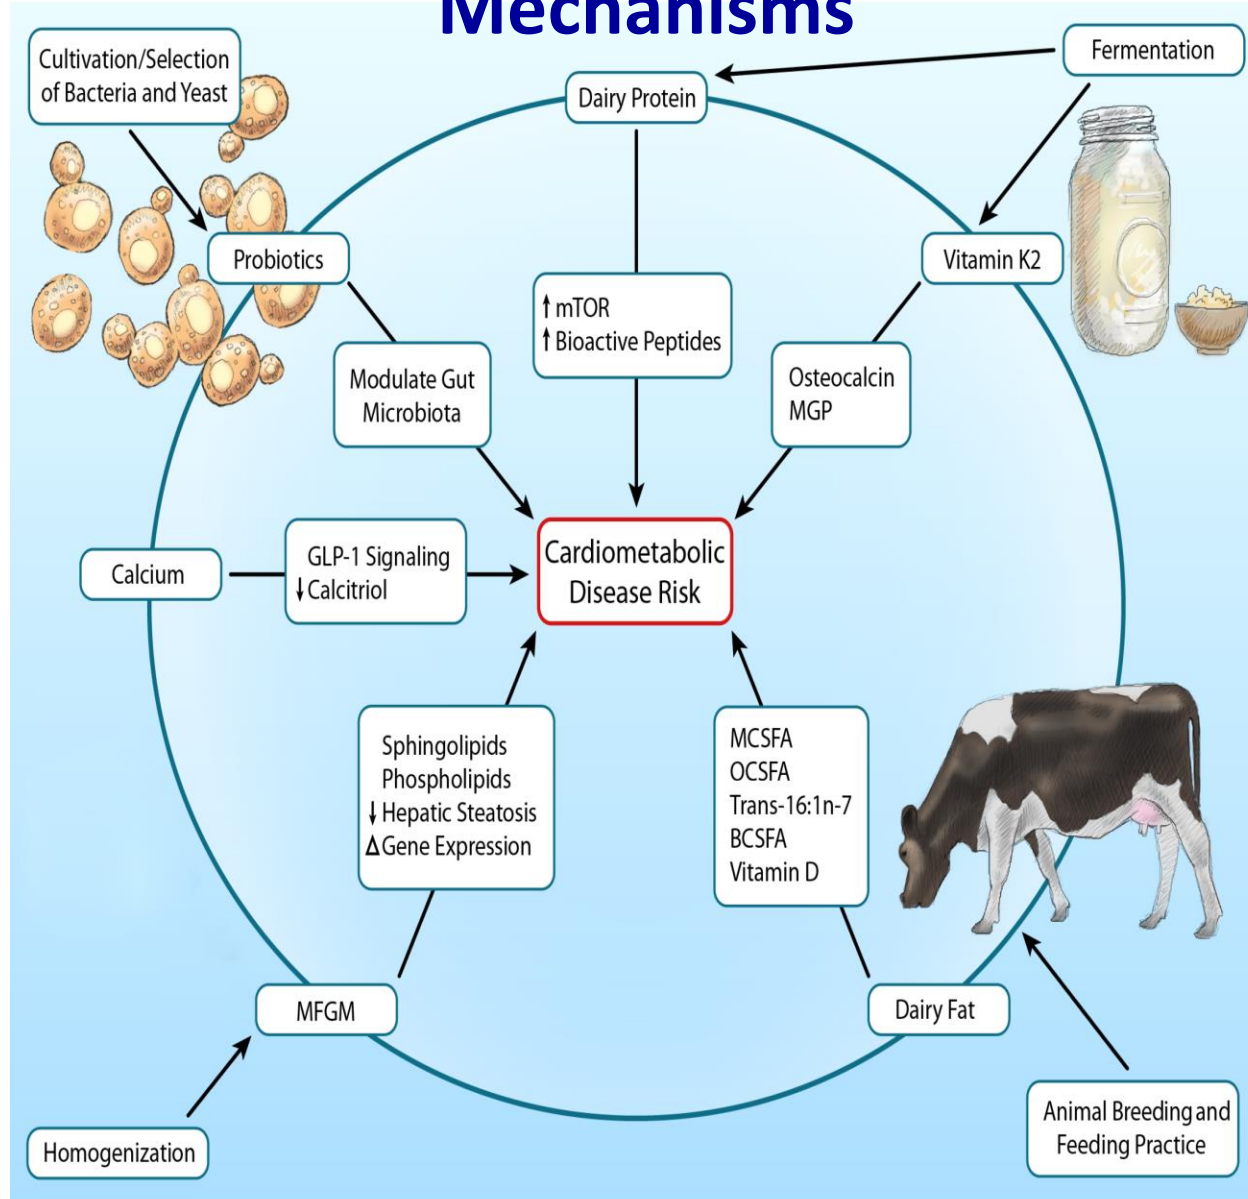 Mechanisms
Cultivation/Selection
of Bacteria and Yeast
Fermentation
Dairy Protein
Probiotics
Vitamin K2
↑ mTOR
↑ Bioactive Peptides
Modulate Gut
Microbiota
Osteocalcin
MGP
Calcium
GLP-1 Signaling
↓ Calcitriol
Cardiometabolic
Disease Risk
Sphingolipids
Phospholipids
↓ Hepatic Steatosis
Δ Gene Expression
MCSFA
OCSFA
Trans-16:1n-7
BCSFA
Vitamin D
MFGM
Dairy Fat
Homogenization
Animal Breeding and
Feeding Practice